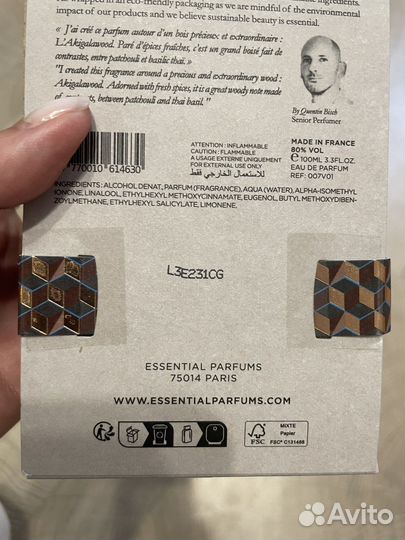 packaging as we are mindful of the environmental
impact of our products and we believe sustainable beauty is essential.
« J'ai créé ce parfum autour d'un bois précieux et extraordinaire :
L'Akigalawood. Paré d'épices fraîches, c'est un grand boisé fait de
contrastes, entre patchouli et basilic thaï. »
"I created this fragrance around a precious and extraordinary wood :
Akigalawood. Adorned with fresh spices, it is a great woody note made
of contrasts, between patchouli and thai basil."
By Quentin Bisch
Senior Perfumer
770010 614630
ATTENTION : INFLAMMABLE
CAUTION : FLAMMABLE
A USAGE EXTERNE UNIQUEMENT
FOR EXTERNAL USE ONLY
للاستعمال الخارجي فقط
MADE IN FRANCE
80% VOL
e 100ML 3.3FL.OZ.
EAU DE PARFUM
REF: 007V01
INGREDIENTS: ALCOHOL DENAT, PARFUM (FRAGRANCE), AQUA (WATER), ALPHA-ISOMETHYL
IONONE, LINALOOL, ETHYLHEXYL METHOXYCINNAMATE, EUGENOL, BUTYL METHOXYDIBEN-
ZOYLMETHANE, ETHYLHEXYL SALICYLATE, LIMONENE,
L3E231CG
ESSENTIAL PARFUMS
75014 PARIS
WWW.ESSENTIALPARFUMS.COM
FSC
MIXTE
Papier
FSC® C131468
Avito